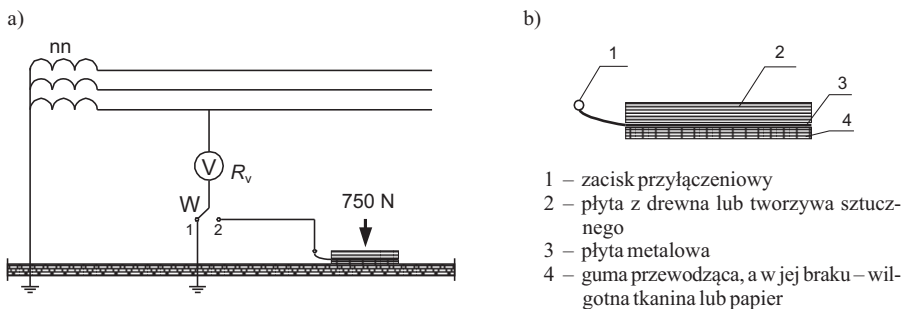 a)
nn
V
Rv
W
1
2
750 N
b)
1
2
3
4
1 – zacisk przyłączeniowy
2 – płyta z drewna lub tworzywa sztucz-
nego
3 – płyta metalowa
4 – guma przewodząca, a w jej braku – wil-
gotna tkanina lub papier